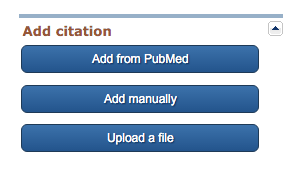 Add citation
Add from PubMed
Add manually
Upload a file